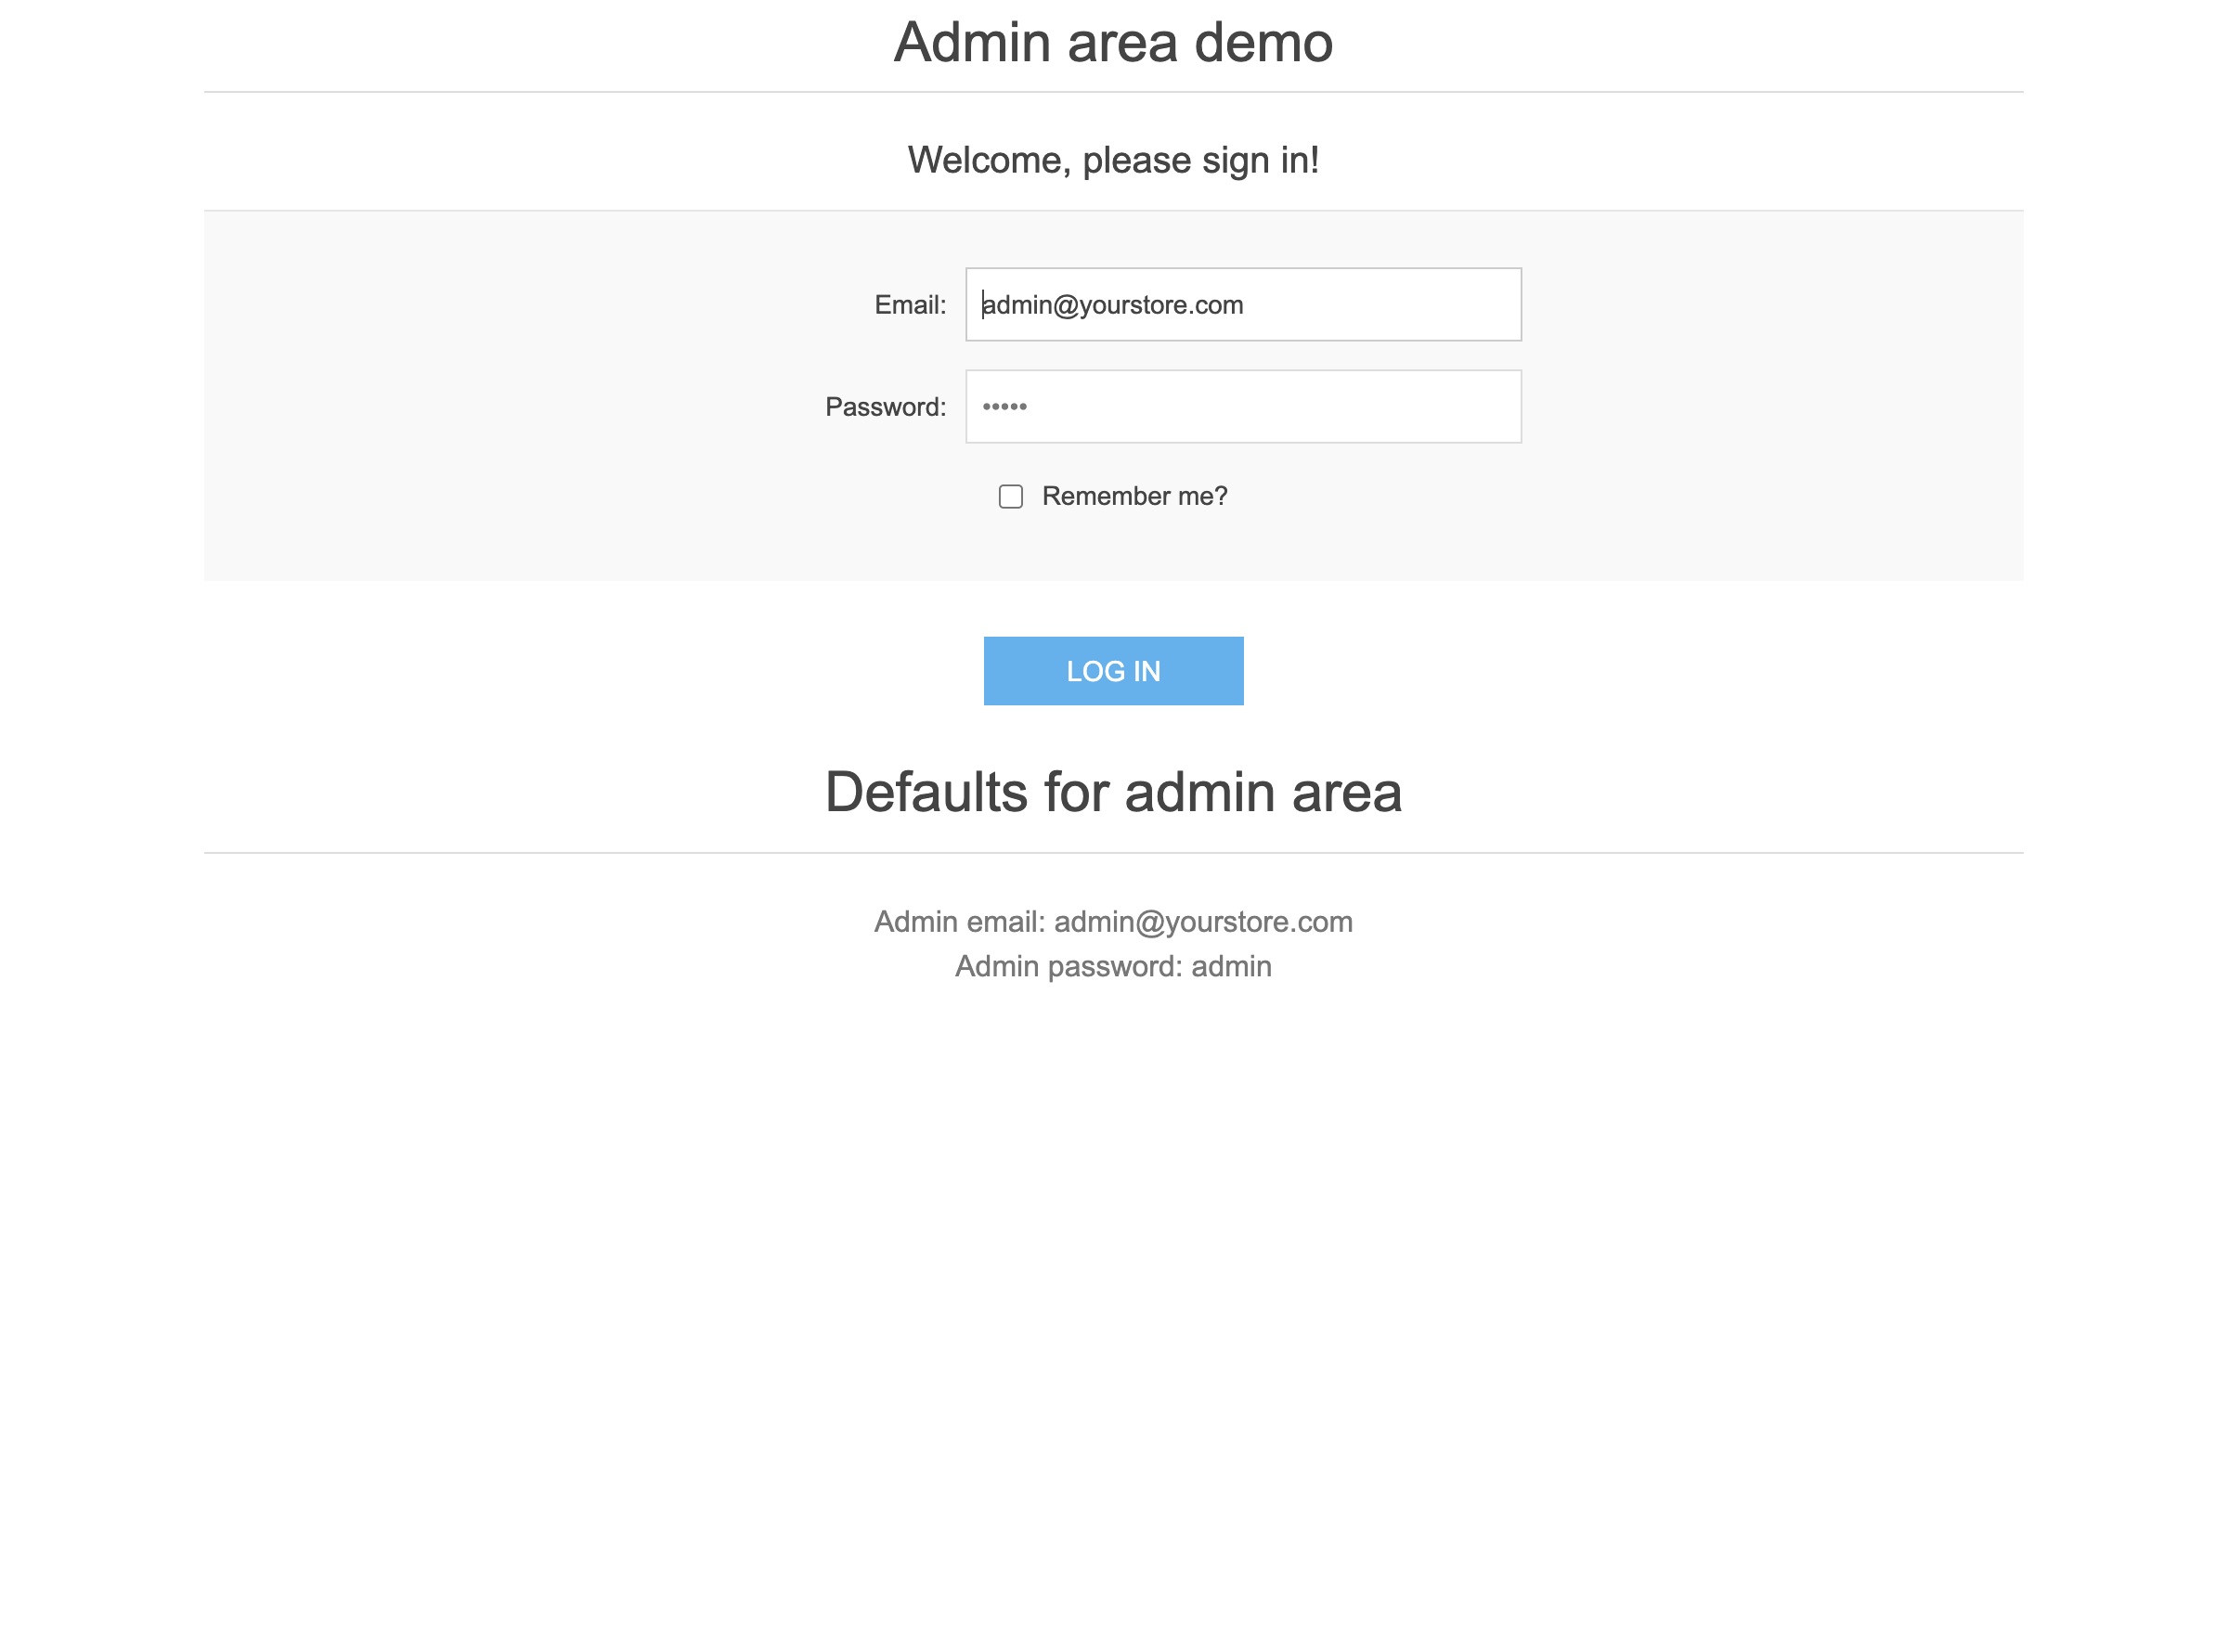 Admin area demo
Welcome, please sign in!
Email: admin@yourstore.com
Password: •••••
Remember me?
LOG IN
Defaults for admin area
Admin email: admin@yourstore.com
Admin password: admin